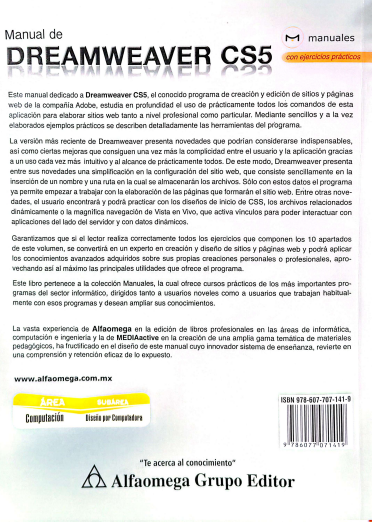 Manual de
DREAMWEAVER CS5
manuales
con ejercicios prácticos
Este manual dedicado a Dreamweaver CS5, el conocido programa de creación y edición de sitios y páginas
web de la compañía Adobe, estudia en profundidad el uso de prácticamente todos los comandos de esta
aplicación para elaborar sitios web tanto a nivel profesional como particular. Mediante sencillos y a la vez
elaborados ejemplos prácticos se describen detalladamente las herramientas del programa.
La versión más reciente de Dreamweaver presenta novedades que podrían considerarse indispensables,
así como ciertas mejoras que consiguen una vez más la complicidad entre el usuario y la aplicación gracias
a un uso cada vez más intuitivo y al alcance de prácticamente todos. De este modo, Dreamweaver presenta
entre sus novedades una simplificación en la configuración del sitio web, que consiste sencillamente en la
inserción de un nombre y una ruta en la cual se almacenarán los archivos. Sólo con estos datos el programa
ya permite empezar a trabajar con la elaboración de las páginas que formarán el sitio web. Entre otras nove-
dades, el usuario encontrará y podrá practicar con los diseños de inicio de CSS, los archivos relacionados
dinámicamente o la magnífica navegación de Vista en Vivo, que activa vínculos para poder interactuar con
aplicaciones del lado del servidor y con datos dinámicos.
Garantizamos que si el lector realiza correctamente todos los ejercicios que componen los 10 apartados
de este volumen, se convertirá en un experto en creación y diseño de sitios y páginas web y podrá aplicar
los conocimientos avanzados adquiridos sobre sus propias creaciones personales o profesionales, apro-
vechando así al máximo las principales utilidades que ofrece el programa.
Este libro pertenece a la colección Manuales, la cual ofrece cursos prácticos de los más importantes pro-
gramas del sector informático, dirigidos tanto a usuarios noveles como a usuarios que trabajan habitual-
mente con esos programas y desean ampliar sus conocimientos.
La vasta experiencia de Alfaomega en la edición de libros profesionales en las áreas de informática,
computación e ingeniería y la de MEDIAactive en la creación de una amplia gama temática de materiales
pedagógicos, ha fructificado en el diseño de este manual cuyo innovador sistema de enseñanza, revierte en
una comprensión y retención eficaz de lo expuesto.
www.alfaomega.com.mx
ÁREA
SUBÁREA
Computación
Diseño por Computadora
ISBN 978-607-707-141-9
9 786077 071419
"Te acerca al conocimiento"
Alfaomega Grupo Editor